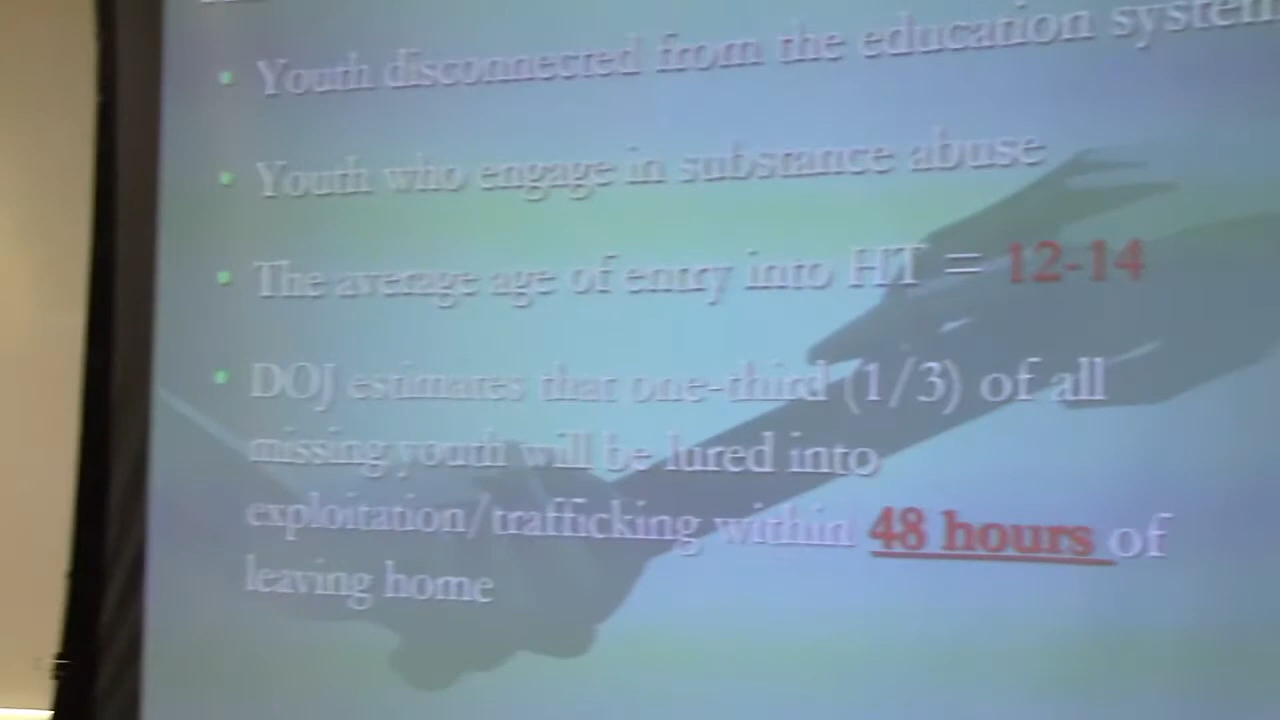 • Youth disconnected from the education system
• Youth who engage in substance abuse
• The average age of entry into HT = 12-14
• DOJ estimates that one-third (1/3) of all
missing youth will be lured into
exploitation/trafficking within 48 hours of
leaving home